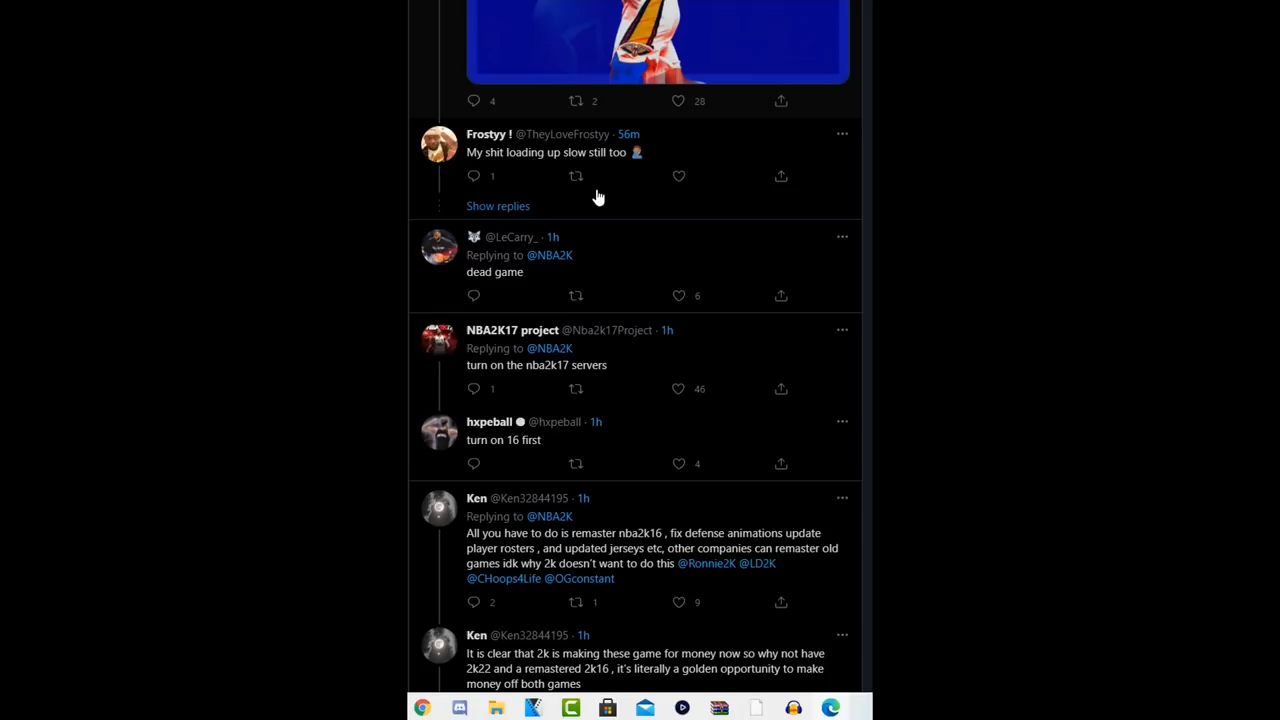 4 2 28
Frostyy ! @TheyLoveFrostyy · 56m
My shit loading up slow still too 🤦🏽‍♂️
1
Show replies
🐺 @LeCarry_ · 1h
Replying to @NBA2K
dead game
6
NBA2K17 project @Nba2k17Project · 1h
Replying to @NBA2K
turn on the nba2k17 servers
1 46
hxpeball @hxpeball · 1h
turn on 16 first
4
Ken @Ken32844195 · 1h
Replying to @NBA2K
All you have to do is remaster nba2k16 , fix defense animations update
player rosters , and updated jerseys etc, other companies can remaster old
games idk why 2k doesn't want to do this @Ronnie2K @LD2K
@CHoops4Life @OGconstant
2 1 9
Ken @Ken32844195 · 1h
It is clear that 2k is making these game for money now so why not have
2k22 and a remastered 2k16 , it's literally a golden opportunity to make
money off both games